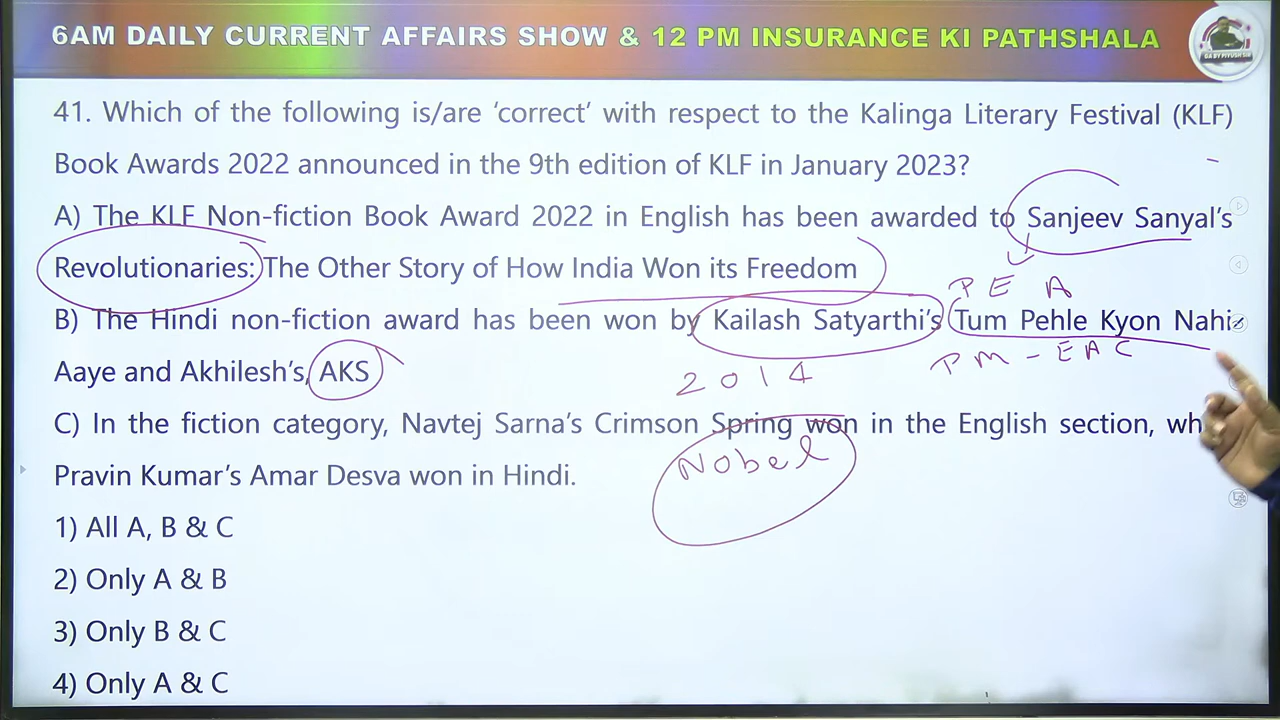 6AM DAILY CURRENT AFFAIRS SHOW & 12 PM INSURANCE KI PATHSHALA
GA BY PIYUSH SIR
41. Which of the following is/are ‘correct’ with respect to the Kalinga Literary Festival (KLF)
Book Awards 2022 announced in the 9th edition of KLF in January 2023?
A) The KLF Non-fiction Book Award 2022 in English has been awarded to Sanjeev Sanyal’s
Revolutionaries: The Other Story of How India Won its Freedom
P E A
B) The Hindi non-fiction award has been won by Kailash Satyarthi’s Tum Pehle Kyon Nahi
PM - EAC
Aaye and Akhilesh’s, AKS
2014
C) In the fiction category, Navtej Sarna’s Crimson Spring won in the English section,
Nobel
Pravin Kumar’s Amar Desva won in Hindi.
1) All A, B & C
2) Only A & B
3) Only B & C
4) Only A & C